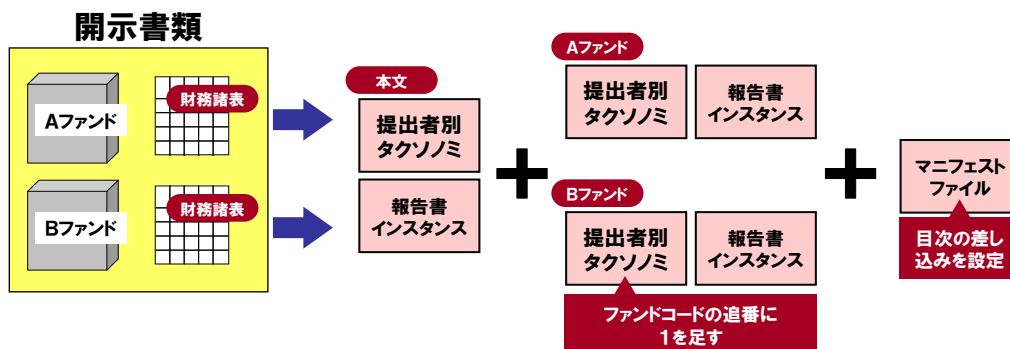 開示書類
Aファンド
財務諸表
Bファンド
財務諸表
本文
提出者別
タクソノミ
報告書
インスタンス
Aファンド
提出者別
タクソノミ
報告書
インスタンス
Bファンド
提出者別
タクソノミ
報告書
インスタンス
ファンドコードの追番に
1を足す
マニフェスト
ファイル
目次の差し
込みを設定